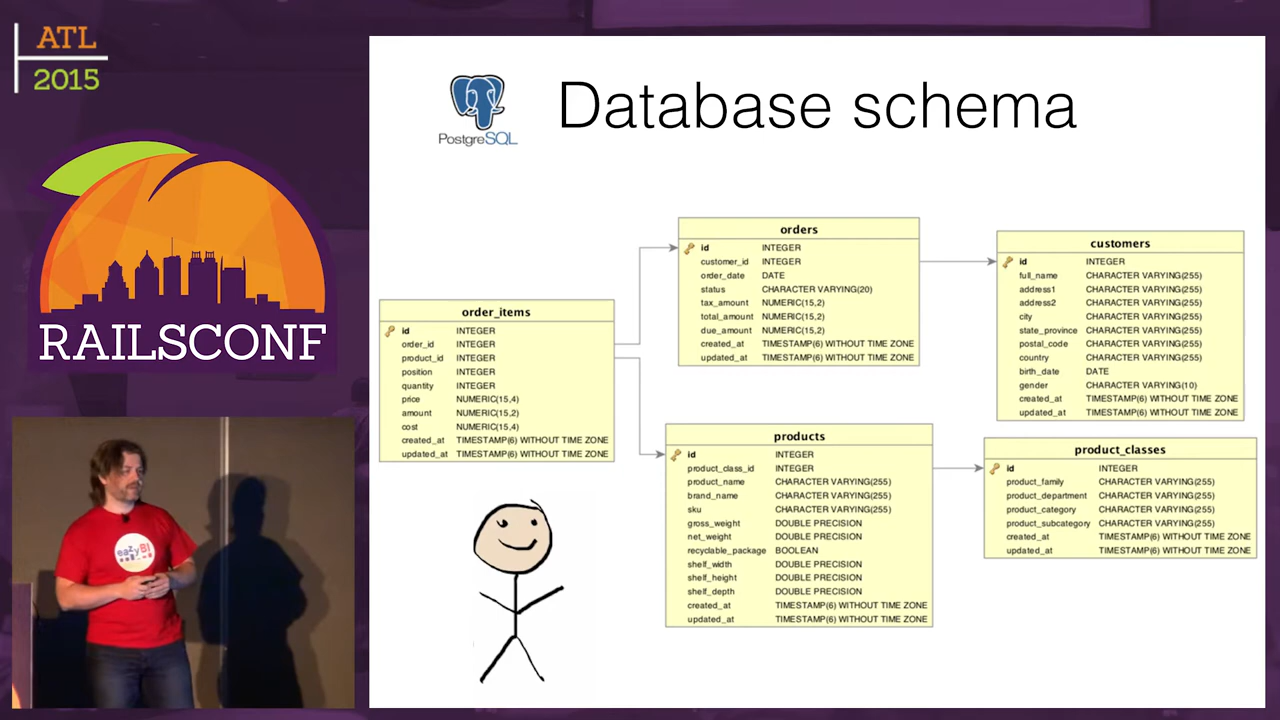 ATL
2015
RAILSCONF
eazyBI
PostgreSQL
Database schema
order_items
id INTEGER
order_id INTEGER
product_id INTEGER
position INTEGER
quantity INTEGER
price NUMERIC(15,4)
amount NUMERIC(15,2)
cost NUMERIC(15,4)
created_at TIMESTAMP(6) WITHOUT TIME ZONE
updated_at TIMESTAMP(6) WITHOUT TIME ZONE
orders
id INTEGER
customer_id INTEGER
order_date DATE
status CHARACTER VARYING(20)
tax_amount NUMERIC(15,2)
total_amount NUMERIC(15,2)
due_amount NUMERIC(15,2)
created_at TIMESTAMP(6) WITHOUT TIME ZONE
updated_at TIMESTAMP(6) WITHOUT TIME ZONE
customers
id INTEGER
full_name CHARACTER VARYING(255)
address1 CHARACTER VARYING(255)
address2 CHARACTER VARYING(255)
city CHARACTER VARYING(255)
state_province CHARACTER VARYING(255)
postal_code CHARACTER VARYING(255)
country CHARACTER VARYING(255)
birth_date DATE
gender CHARACTER VARYING(10)
created_at TIMESTAMP(6) WITHOUT TIME ZONE
updated_at TIMESTAMP(6) WITHOUT TIME ZONE
products
id INTEGER
product_class_id INTEGER
product_name CHARACTER VARYING(255)
brand_name CHARACTER VARYING(255)
sku CHARACTER VARYING(255)
gross_weight DOUBLE PRECISION
net_weight DOUBLE PRECISION
recyclable_package BOOLEAN
shelf_width DOUBLE PRECISION
shelf_height DOUBLE PRECISION
shelf_depth DOUBLE PRECISION
created_at TIMESTAMP(6) WITHOUT TIME ZONE
updated_at TIMESTAMP(6) WITHOUT TIME ZONE
product_classes
id INTEGER
product_family CHARACTER VARYING(255)
product_department CHARACTER VARYING(255)
product_category CHARACTER VARYING(255)
product_subcategory CHARACTER VARYING(255)
created_at TIMESTAMP(6) WITHOUT TIME ZONE
updated_at TIMESTAMP(6) WITHOUT TIME ZONE